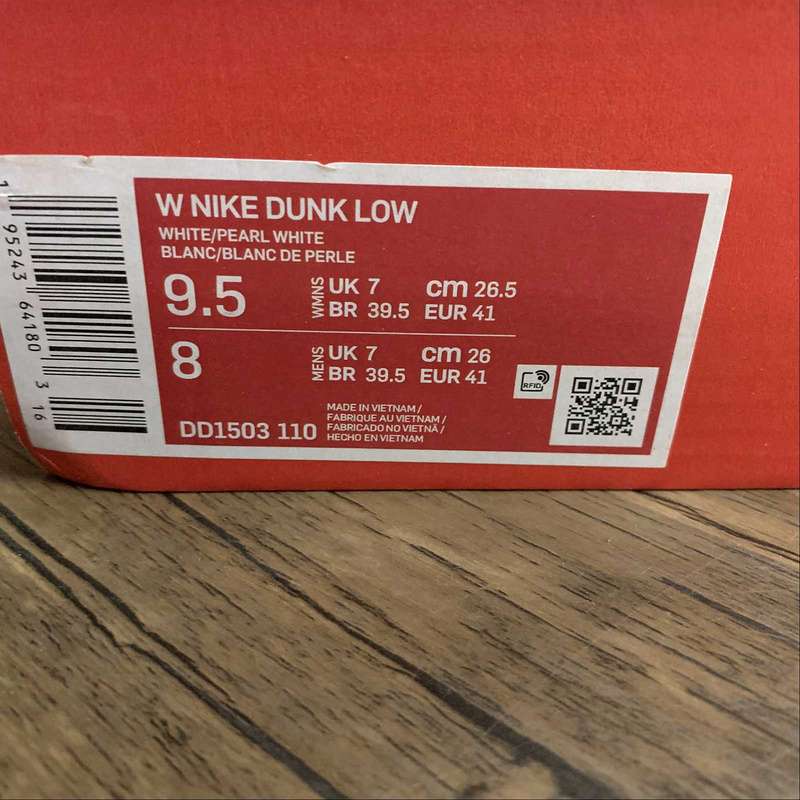 W NIKE DUNK LOW
WHITE/PEARL WHITE
BLANC/BLANC DE PERLE
9.5 WMNS UK 7 cm 26.5
BR 39.5 EUR 41
8 MENS UK 7 cm 26
BR 39.5 EUR 41
RFID
DD1503 110
MADE IN VIETNAM /
FABRIQUE AU VIETNAM /
FABRICADO NO VIETNÃ /
HECHO EN VIETNAM
1 95243 64180 3 16